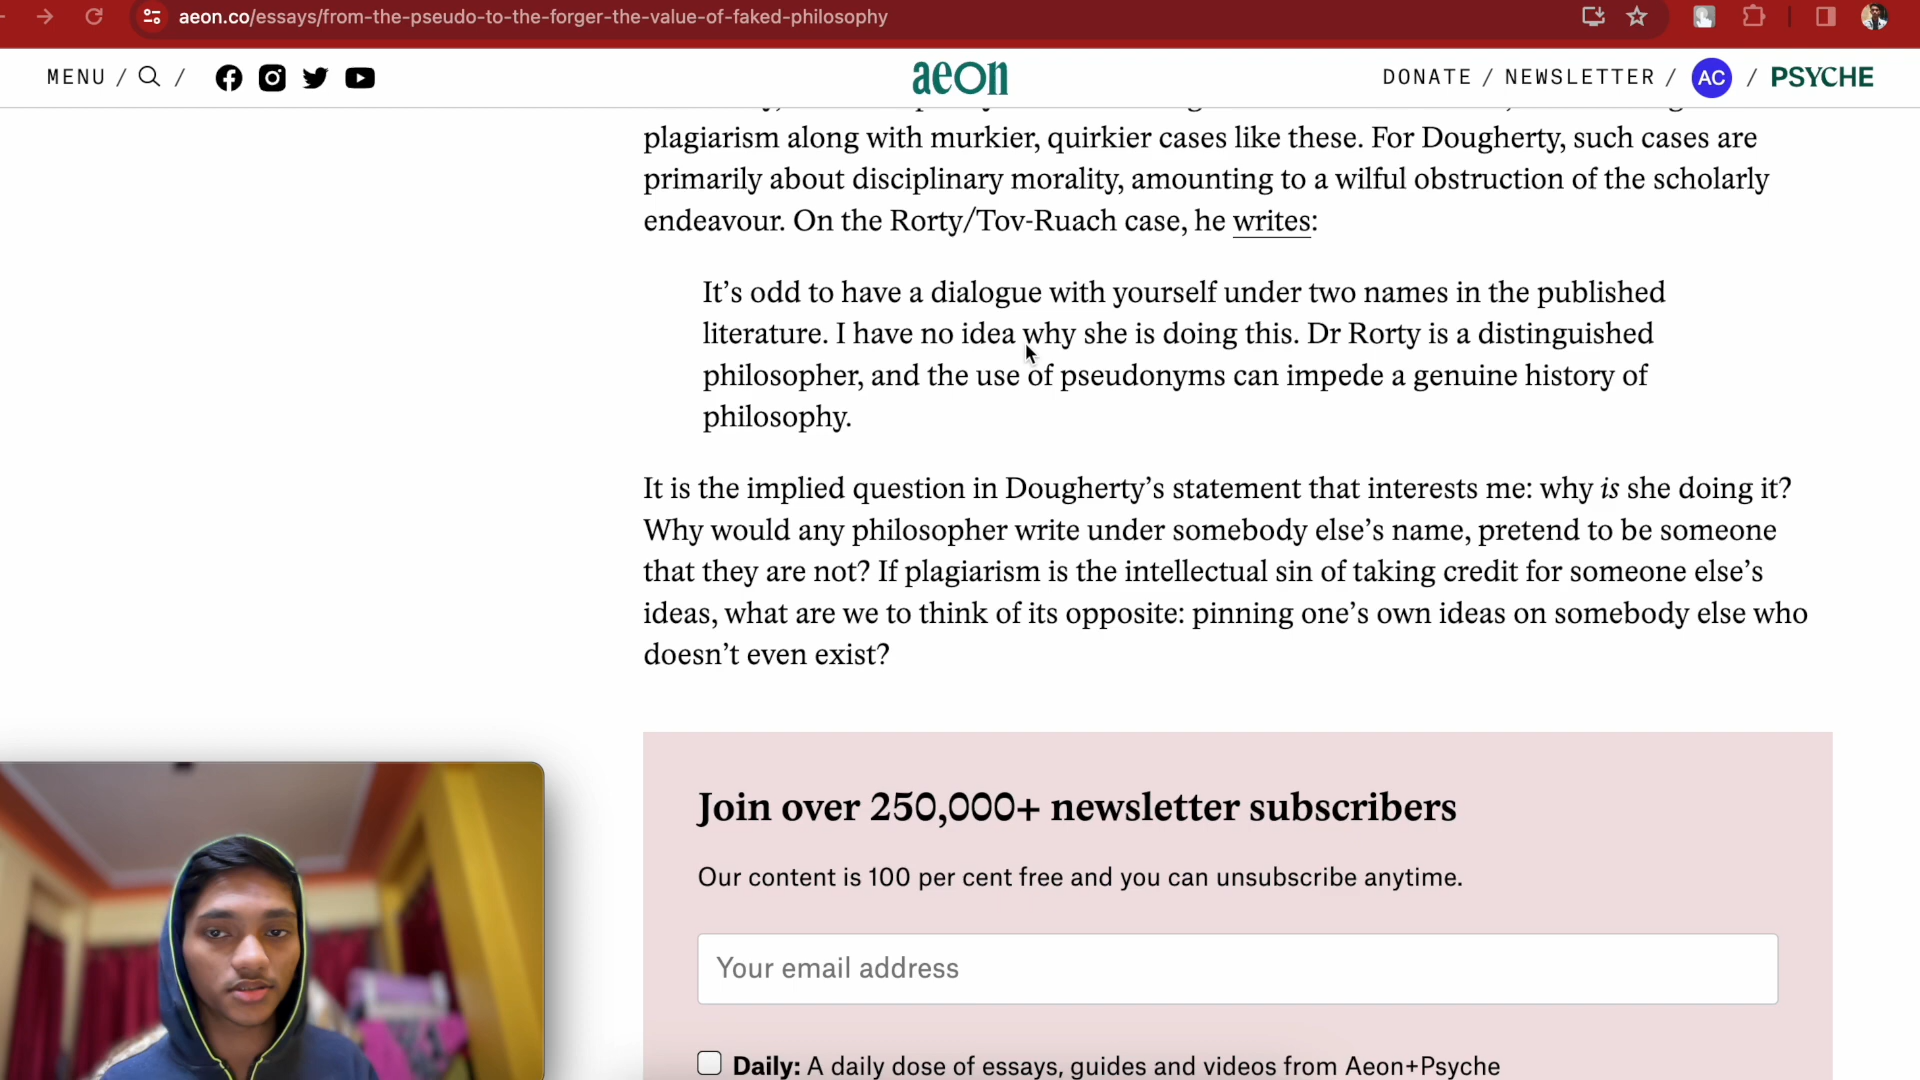 aeon.co/essays/from-the-pseudo-to-the-forger-the-value-of-faked-philosophy
MENU / /
aeon
DONATE / NEWSLETTER / AC / PSYCHE
plagiarism along with murkier, quirkier cases like these. For Dougherty, such cases are
primarily about disciplinary morality, amounting to a wilful obstruction of the scholarly
endeavour. On the Rorty/Tov-Ruach case, he writes:
It’s odd to have a dialogue with yourself under two names in the published
literature. I have no idea why she is doing this. Dr Rorty is a distinguished
philosopher, and the use of pseudonyms can impede a genuine history of
philosophy.
It is the implied question in Dougherty’s statement that interests me: why is she doing it?
Why would any philosopher write under somebody else’s name, pretend to be someone
that they are not? If plagiarism is the intellectual sin of taking credit for someone else’s
ideas, what are we to think of its opposite: pinning one’s own ideas on somebody else who
doesn’t even exist?
Join over 250,000+ newsletter subscribers
Our content is 100 per cent free and you can unsubscribe anytime.
Your email address
Daily: A daily dose of essays, guides and videos from Aeon+Psyche